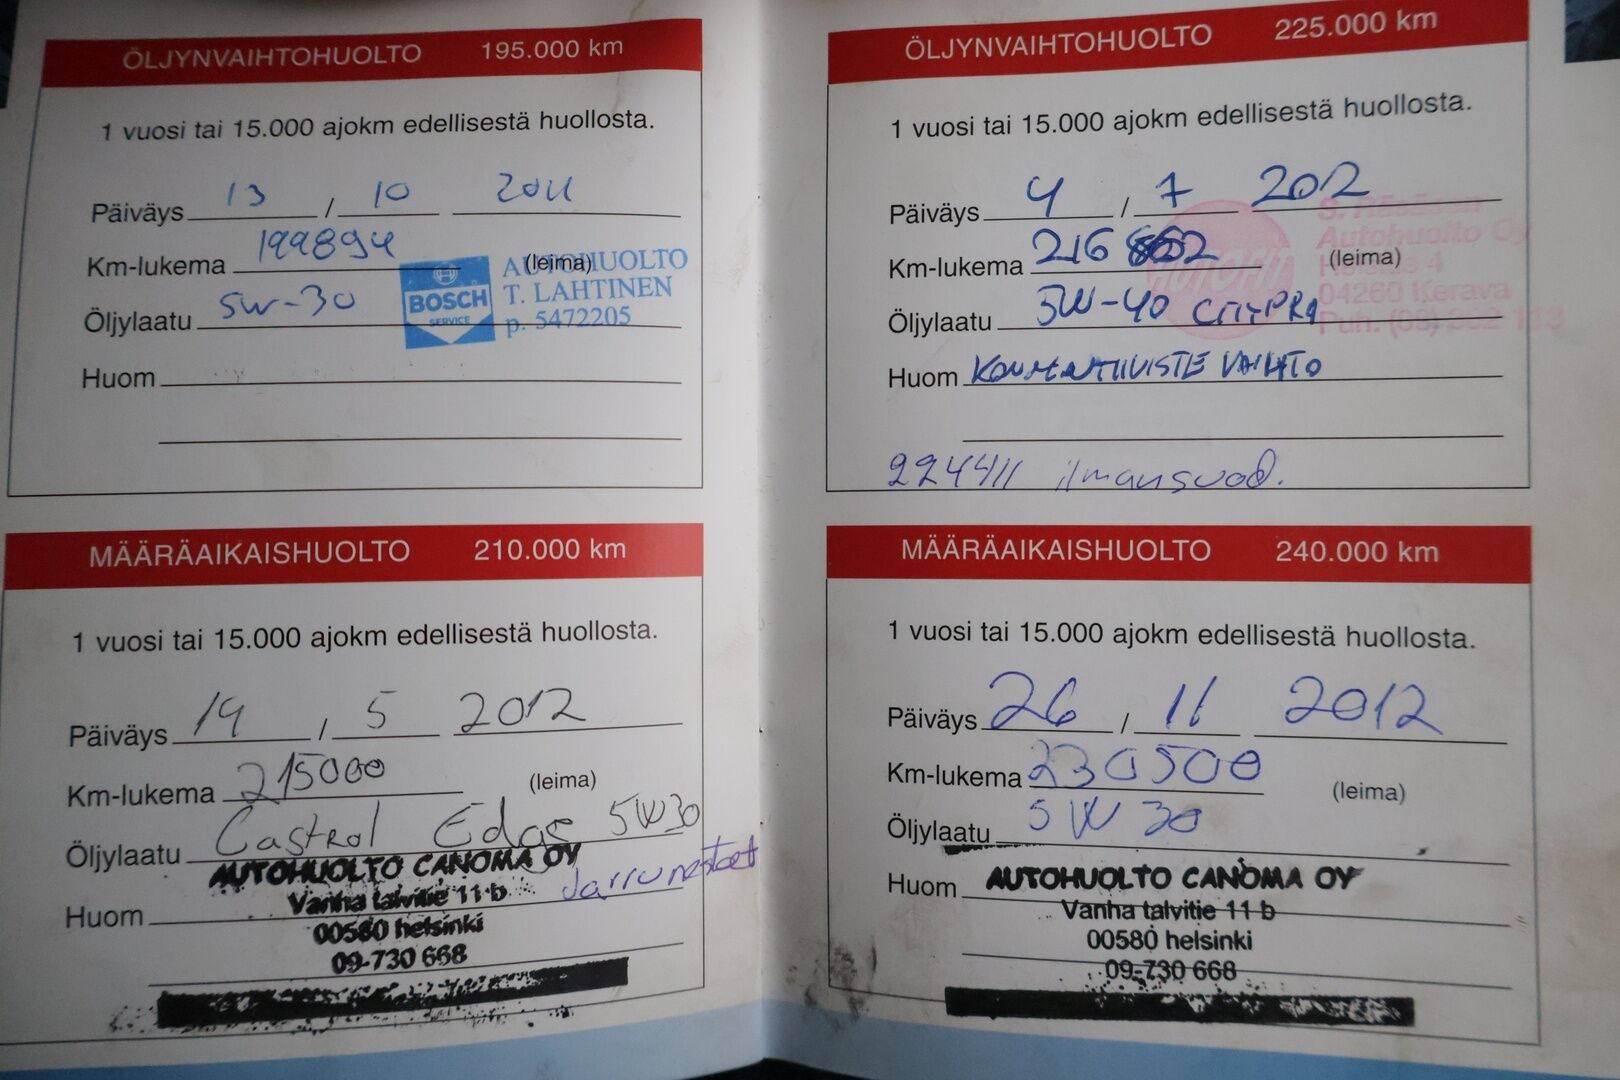 ÖLJYNVAIHTOHUOLTO 195.000 km
1 vuosi tai 15.000 ajokm edellisestä huollosta.
Päiväys 13 / 10 2011
Km-lukema 199894 (leima)
Öljylaatu 5W-30
BOSCH
SERVICE
AUTOHUOLTO
T. LAHTINEN
p. 5472205
Huom
MÄÄRÄAIKAISHUOLTO 210.000 km
1 vuosi tai 15.000 ajokm edellisestä huollosta.
Päiväys 19 / 5 2012
Km-lukema 215000 (leima)
Öljylaatu Castrol Edge 5W30
Huom Jarrunesteet
AUTOHUOLTO CANOMA OY
Vanha talvitie 11 b
00580 helsinki
09-730 668
ÖLJYNVAIHTOHUOLTO 225.000 km
1 vuosi tai 15.000 ajokm edellisestä huollosta.
Päiväys 4 / 7 2012
Km-lukema 216 (leima)
Öljylaatu 5W-40
Autohuolto Oy
04260 Kerava
Huom VAIHTO
224411 ilmansuod.
MÄÄRÄAIKAISHUOLTO 240.000 km
1 vuosi tai 15.000 ajokm edellisestä huollosta.
Päiväys 26 / 11 2012
Km-lukema 230500 (leima)
Öljylaatu 5W 30
Huom
AUTOHUOLTO CANOMA OY
Vanha talvitie 11 b
00580 helsinki
09-730 668